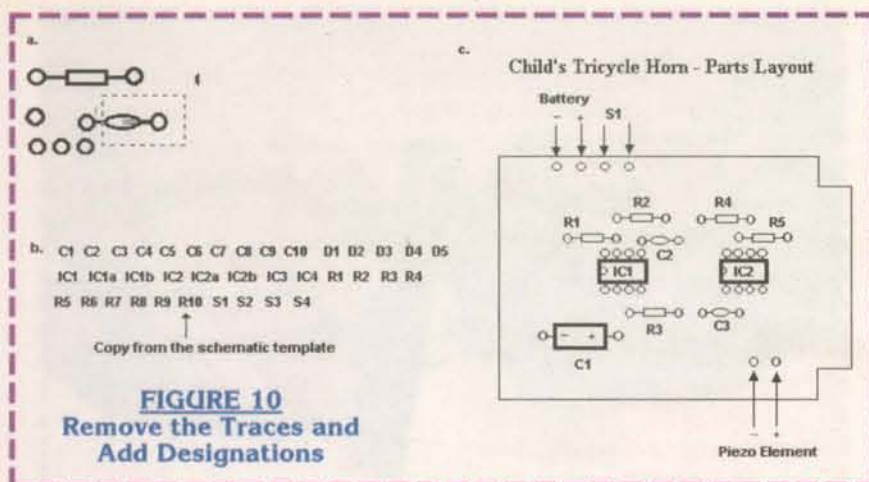 a.
b. C1 C2 C3 C4 C5 C6 C7 C8 C9 C10 D1 D2 D3 D4 D5
IC1 IC1a IC1b IC2 IC2a IC2b IC3 IC4 R1 R2 R3 R4
R5 R6 R7 R8 R9 R10 S1 S2 S3 S4
Copy from the schematic template
FIGURE 10
Remove the Traces and
Add Designations
c.
Child's Tricycle Horn - Parts Layout
Battery
- + S1
R2 R4
R1 R5
C2
IC1 IC2
R3 C3
- +
C1
- +
Piezo Element